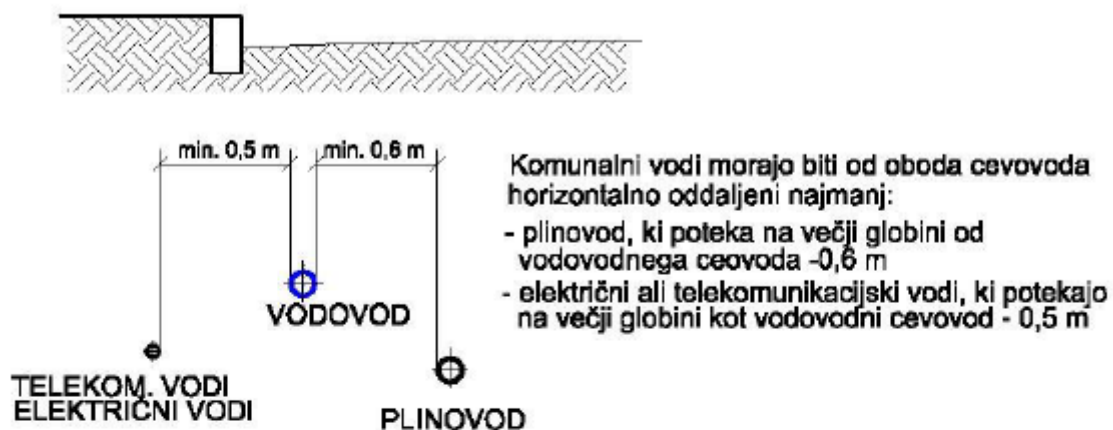 min. 0,5 m
min. 0,6 m
Komunalni vodi morajo biti od oboda cevovoda
horizontalno oddaljeni najmanj:
- plinovod, ki poteka na večji globini od
vodovodnega ceovoda -0,6 m
- električni ali telekomunikacijski vodi, ki potekajo
na večji globini kot vodovodni cevovod - 0,5 m
VODOVOD
TELEKOM. VODI
ELEKTRIČNI VODI
PLINOVOD